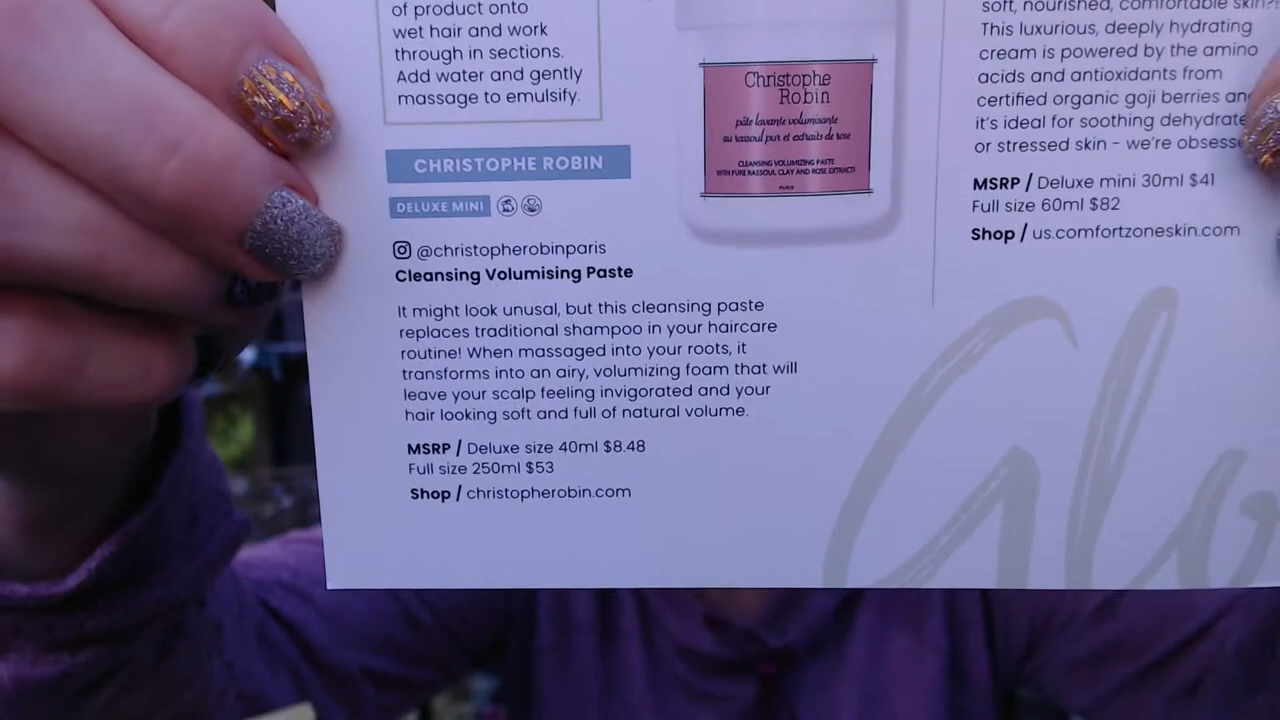 of product onto
wet hair and work
through in sections.
Add water and gently
massage to emulsify.
CHRISTOPHE ROBIN
DELUXE MINI
@christopherobinparis
Cleansing Volumising Paste
It might look unusual, but this cleansing paste
replaces traditional shampoo in your haircare
routine! When massaged into your roots, it
transforms into an airy, volumizing foam that will
leave your scalp feeling invigorated and your
hair looking soft and full of natural volume.
MSRP / Deluxe size 40ml $8.48
Full size 250ml $53
Shop / christopherobin.com
Christophe
Robin
pâte lavante volumisante
au rassoul pur et extraits de rose
CLEANSING VOLUMIZING PASTE
WITH PURE RASSOUL CLAY AND ROSE EXTRACTS
PARIS
soft, nourished, comfortable skin?!
This luxurious, deeply hydrating
cream is powered by the amino
acids and antioxidants from
certified organic goji berries an
it's ideal for soothing dehydrate
or stressed skin - we're obsess
MSRP / Deluxe mini 30ml $41
Full size 60ml $82
Shop / us.comfortzoneskin.com
Glo